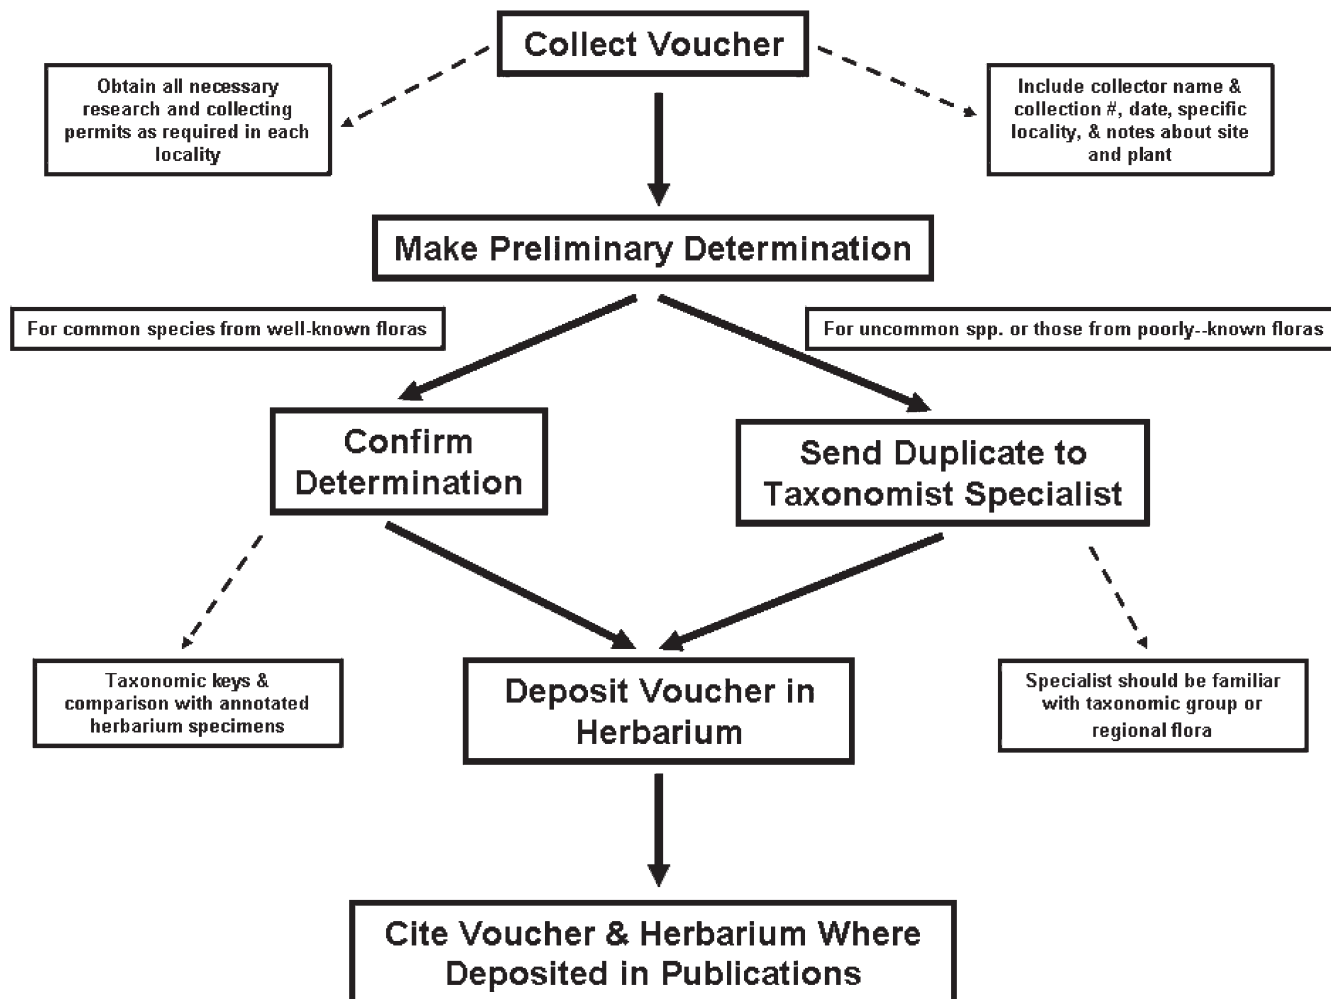 Collect Voucher
Obtain all necessary
research and collecting
permits as required in each
locality
Include collector name &
collection #, date, specific
locality, & notes about site
and plant
Make Preliminary Determination
For common species from well-known floras
For uncommon spp. or those from poorly--known floras
Confirm
Determination
Send Duplicate to
Taxonomist Specialist
Taxonomic keys &
comparison with annotated
herbarium specimens
Deposit Voucher in
Herbarium
Specialist should be familiar
with taxonomic group or
regional flora
Cite Voucher & Herbarium Where
Deposited in Publications